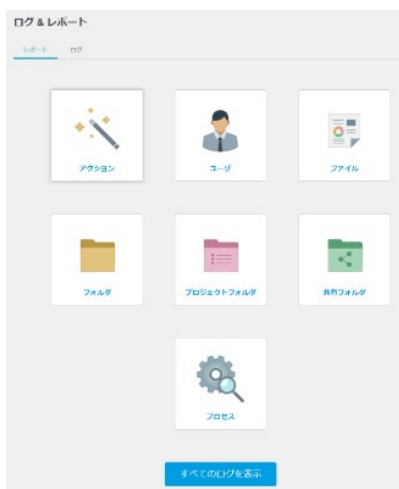 ログ & レポート
レポート ログ
アクション ユーザ ファイル
フォルダ プロジェクトフォルダ 共有フォルダ
プロセス
すべてのログを表示